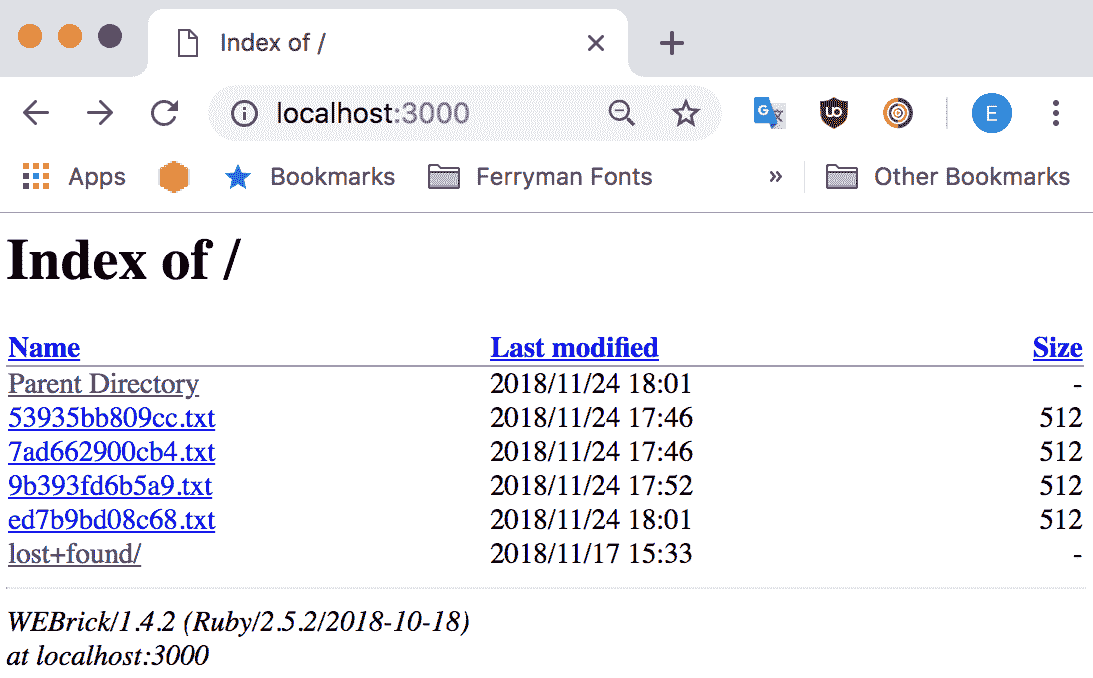 Index of /
localhost:3000
E
Apps Bookmarks Ferryman Fonts » Other Bookmarks
Index of /
Name Last modified Size
Parent Directory 2018/11/24 18:01 -
53935bb809cc.txt 2018/11/24 17:46 512
7ad662900cb4.txt 2018/11/24 17:46 512
9b393fd6b5a9.txt 2018/11/24 17:52 512
ed7b9bd08c68.txt 2018/11/24 18:01 512
lost+found/ 2018/11/17 15:33 -
WEBrick/1.4.2 (Ruby/2.5.2/2018-10-18)
at localhost:3000